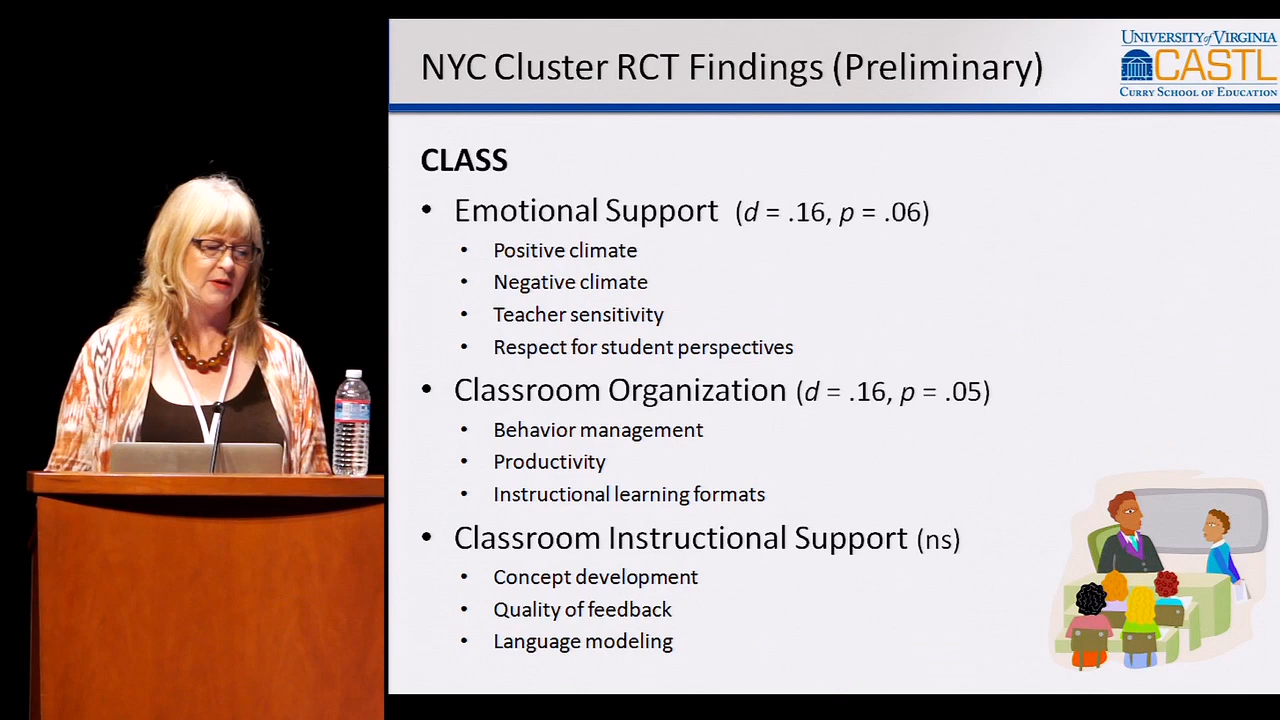 NYC Cluster RCT Findings (Preliminary)
UNIVERSITY of VIRGINIA
CASTL
CURRY SCHOOL OF EDUCATION
CLASS
• Emotional Support (d = .16, p = .06)
• Positive climate
• Negative climate
• Teacher sensitivity
• Respect for student perspectives
• Classroom Organization (d = .16, p = .05)
• Behavior management
• Productivity
• Instructional learning formats
• Classroom Instructional Support (ns)
• Concept development
• Quality of feedback
• Language modeling